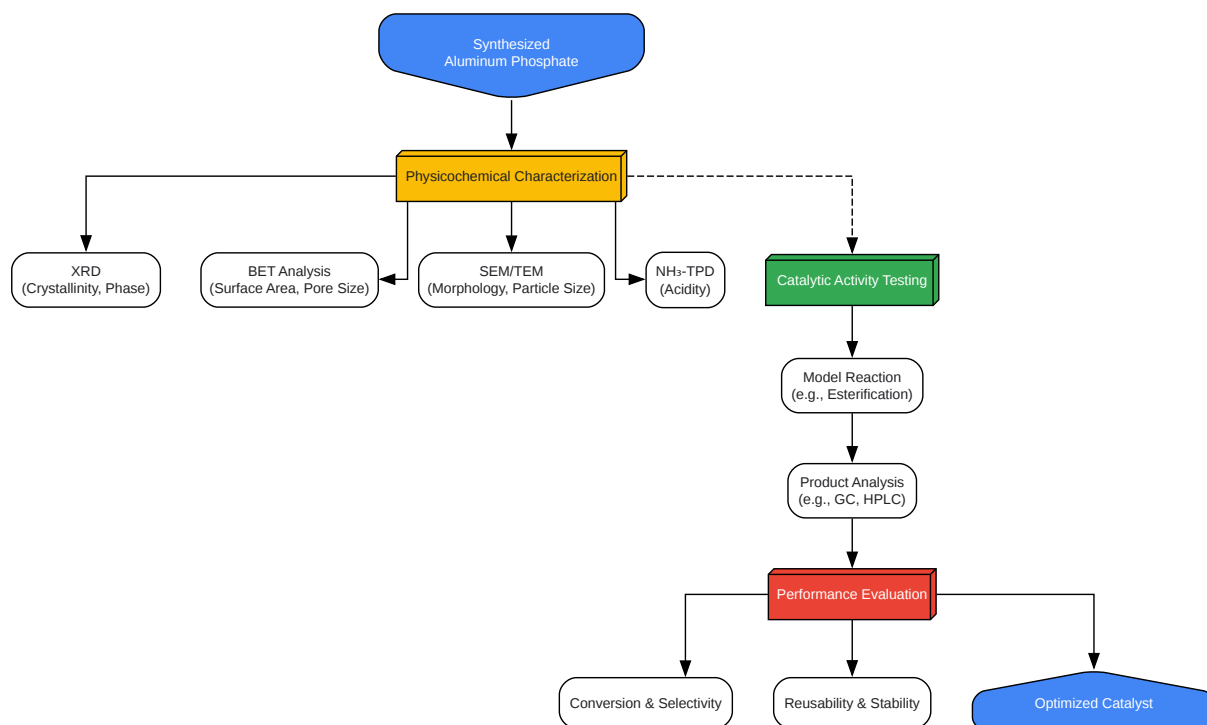 Synthesized
Aluminum Phosphate
Physicochemical Characterization
XRD
(Crystallinity, Phase)
BET Analysis
(Surface Area, Pore Size)
SEM/TEM
(Morphology, Particle Size)
NH₃-TPD
(Acidity)
Catalytic Activity Testing
Model Reaction
(e.g., Esterification)
Product Analysis
(e.g., GC, HPLC)
Performance Evaluation
Conversion & Selectivity
Reusability & Stability
Optimized Catalyst